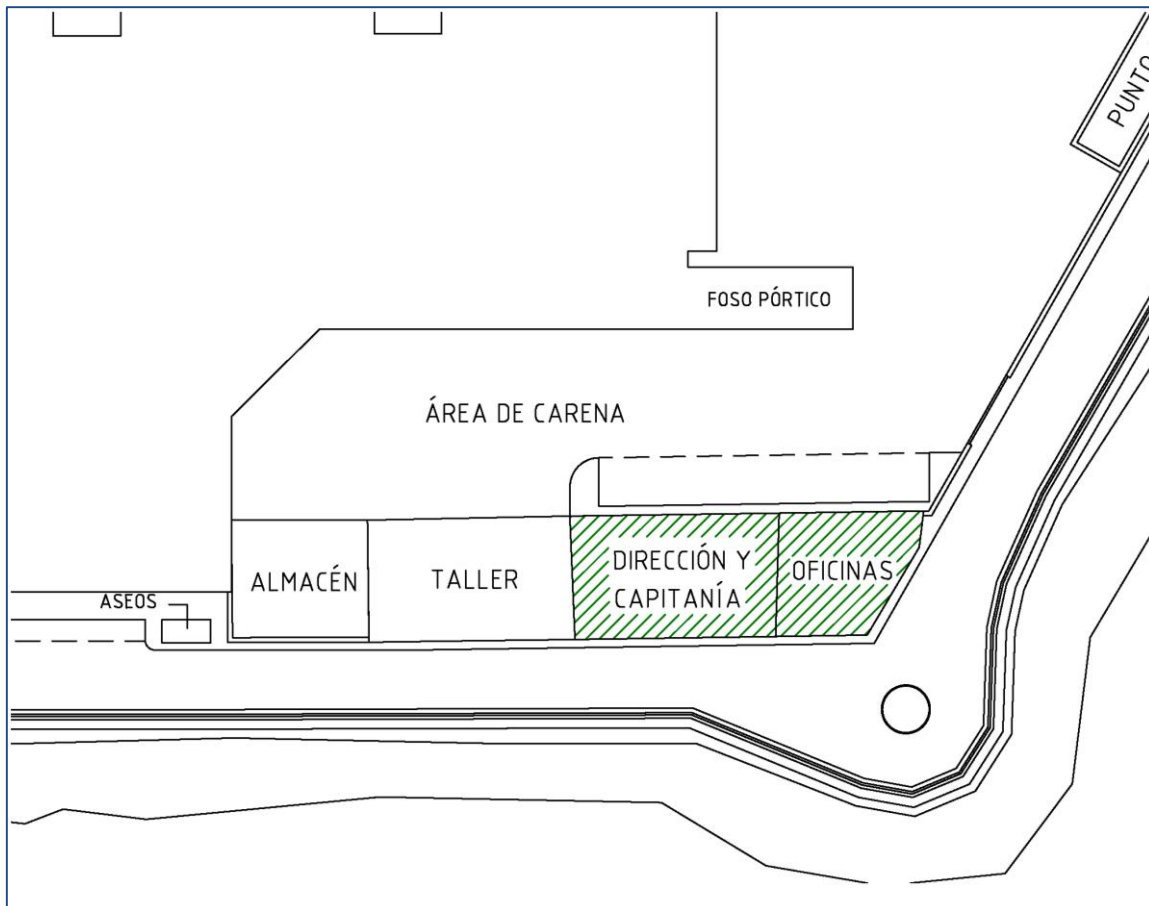 PUNTO
FOSO PÓRTICO
ÁREA DE CARENA
ALMACÉN
TALLER
DIRECCIÓN Y
CAPITANÍA
OFICINAS
ASEOS